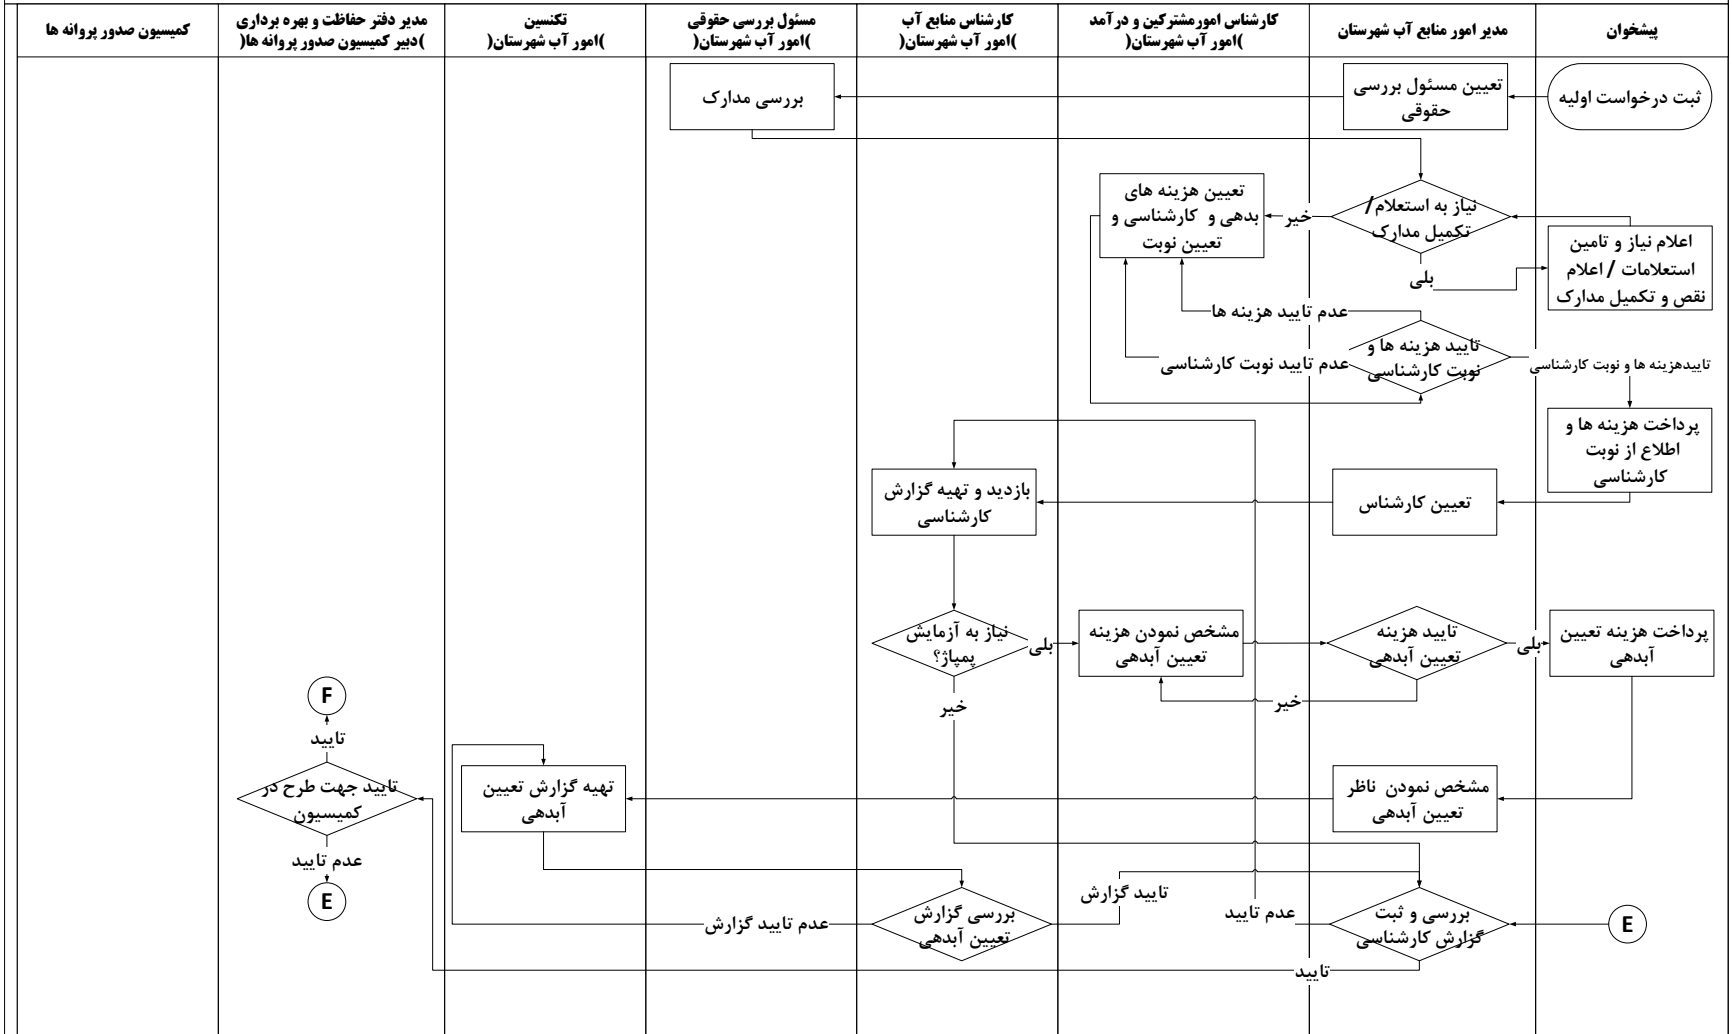 پیشخوان
مدیر امور منابع آب شهرستان
کارشناس امورمشترکین و درآمد
)امور آب شهرستان(
کارشناس منابع آب
)امور آب شهرستان(
مسئول بررسی حقوقی
)امور آب شهرستان(
تکنسین
)امور آب شهرستان(
مدیر دفتر حفاظت و بهره برداری
)دبیر کمیسیون صدور پروانه ها(
کمیسیون صدور پروانه ها
ثبت درخواست اولیه
تعیین مسئول بررسی
حقوقی
بررسی مدارک
نیاز به استعلام/
تکمیل مدارک
خیر
بلی
تعیین هزینه های
بدهی و کارشناسی و
تعیین نوبت
اعلام نیاز و تامین
استعلامات / اعلام
نقص و تکمیل مدارک
عدم تایید هزینه ها
تایید هزینه ها و
نوبت کارشناسی
عدم تایید نوبت کارشناسی
تاییدهزینه ها و نوبت کارشناسی
پرداخت هزینه ها و
اطلاع از نوبت
کارشناسی
تعیین کارشناس
بازدید و تهیه گزارش
کارشناسی
نیاز به آزمایش
پمپاژ؟
بلی
خیر
مشخص نمودن هزینه
تعیین آبدهی
تایید هزینه
تعیین آبدهی
بلی
خیر
پرداخت هزینه تعیین
آبدهی
مشخص نمودن ناظر
تعیین آبدهی
تهیه گزارش تعیین
آبدهی
F
تایید
تایید جهت طرح در
کمیسیون
عدم تایید
E
بررسی گزارش
تعیین آبدهی
تایید گزارش
عدم تایید گزارش
E
بررسی و ثبت
گزارش کارشناسی
عدم تایید
تایید